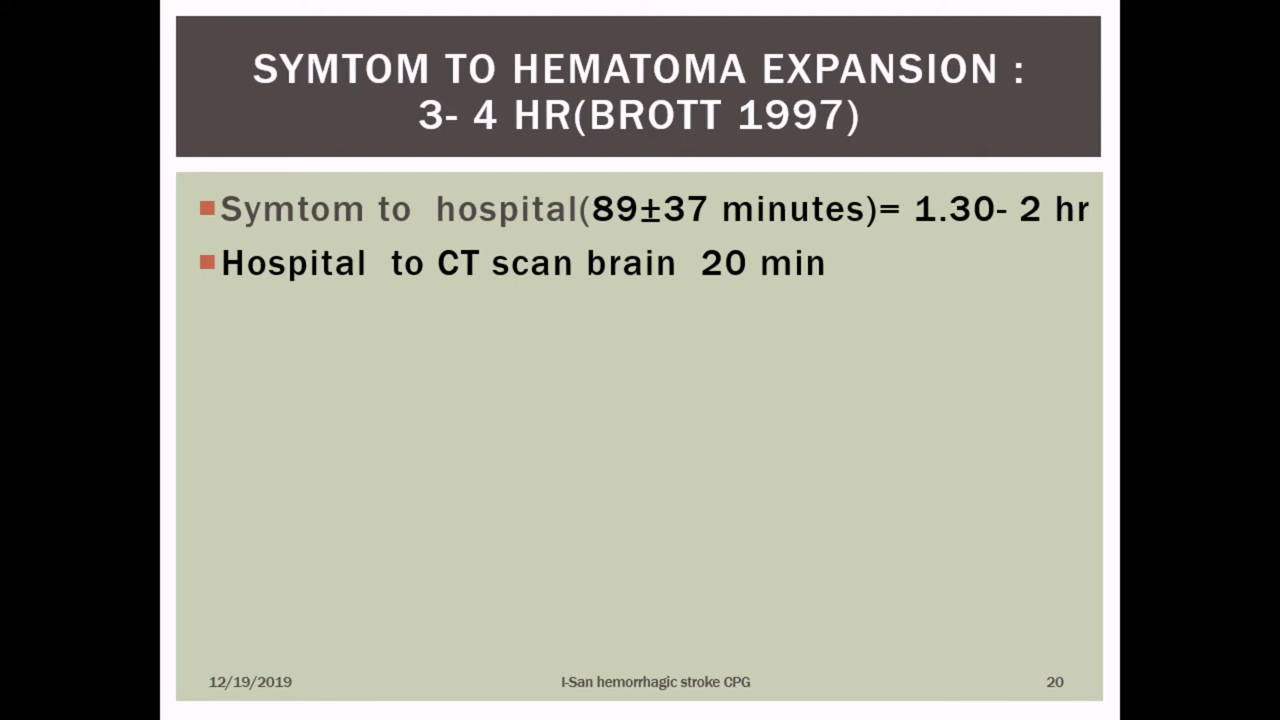 SYMTOM TO HEMATOMA EXPANSION :
3- 4 HR(BROTT 1997)
Symtom to hospital(89±37 minutes)= 1.30- 2 hr
Hospital to CT scan brain 20 min
12/19/2019
I-San hemorrhagic stroke CPG
20